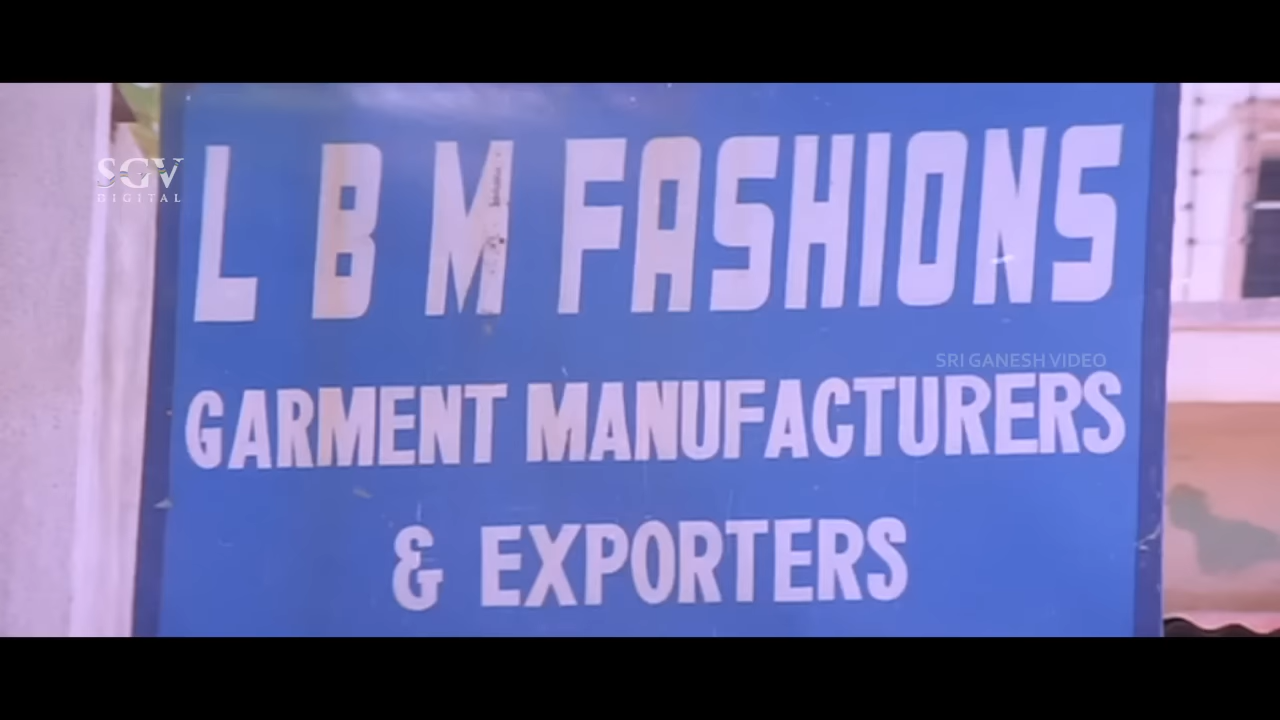 L B M FASHIONS
SGV
DIGITAL
SRI GANESH VIDEO
GARMENT MANUFACTURERS
& EXPORTERS